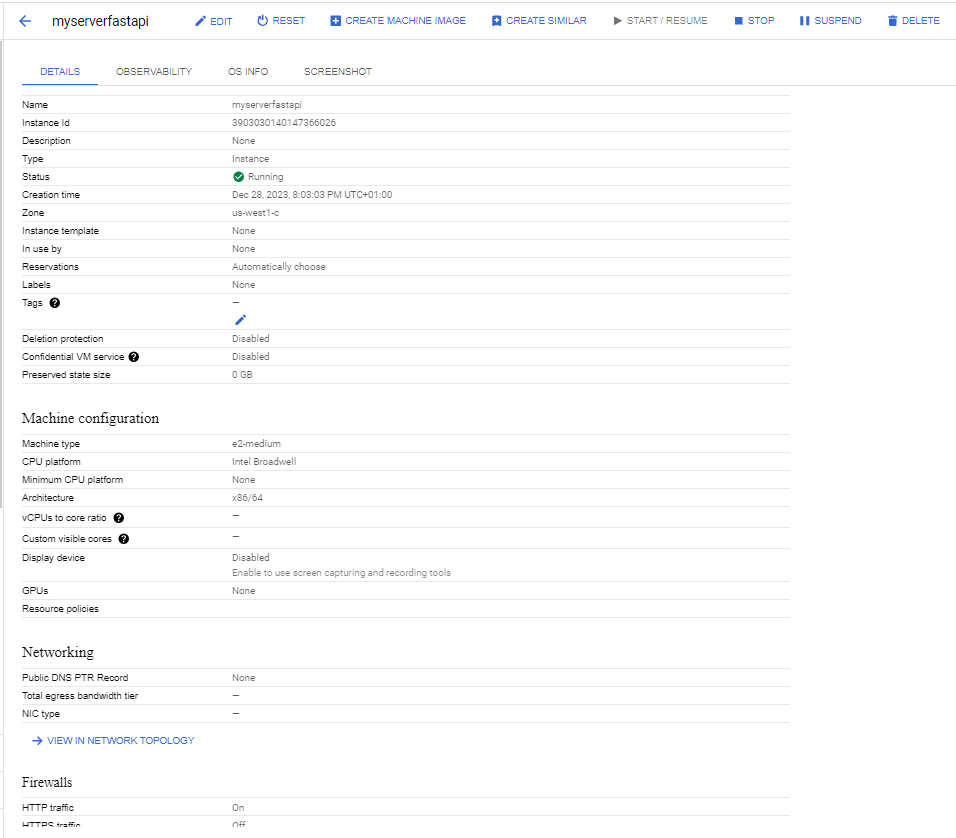 myserverfastapi EDIT RESET CREATE MACHINE IMAGE CREATE SIMILAR START / RESUME STOP SUSPEND DELETE
DETAILS OBSERVABILITY OS INFO SCREENSHOT
Name myserverfastapi
Instance Id 3903030140147366026
Description None
Type Instance
Status Running
Creation time Dec 28, 2023, 8:03:03 PM UTC+01:00
Zone us-west1-c
Instance template None
In use by None
Reservations Automatically choose
Labels None
Tags ? —
Deletion protection Disabled
Confidential VM service ? Disabled
Preserved state size 0 GB
Machine configuration
Machine type e2-medium
CPU platform Intel Broadwell
Minimum CPU platform None
Architecture x86/64
vCPUs to core ratio ? —
Custom visible cores ? —
Display device Disabled
Enable to use screen capturing and recording tools
GPUs None
Resource policies
Networking
Public DNS PTR Record None
Total egress bandwidth tier —
NIC type —
VIEW IN NETWORK TOPOLOGY
Firewalls
HTTP traffic On
HTTPS traffic Off